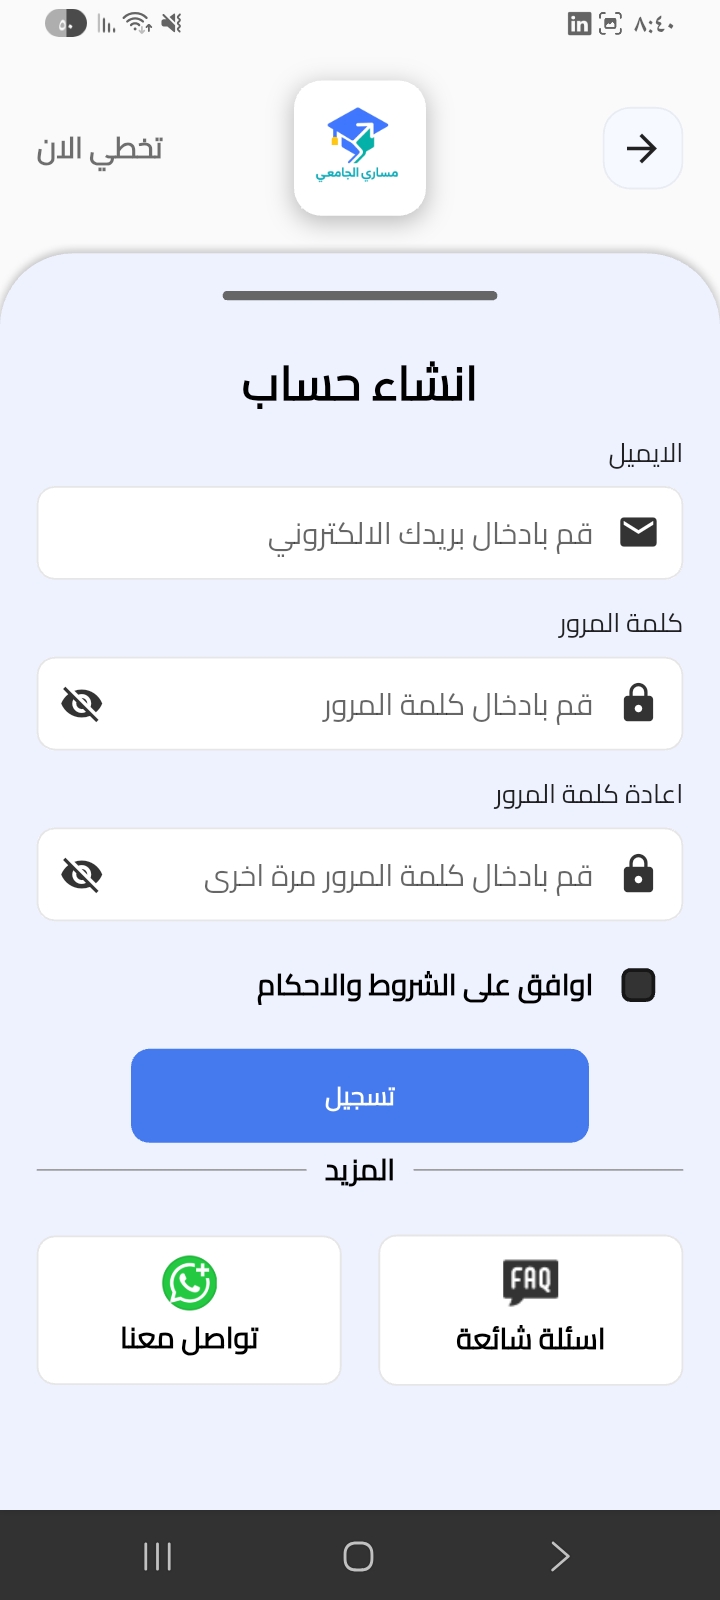 ٨:٤٠
in
٥٠
مساري الجامعي
تخطي الان
انشاء حساب
الايميل
قم بادخال بريدك الالكتروني
كلمة المرور
قم بادخال كلمة المرور
اعادة كلمة المرور
قم بادخال كلمة المرور مرة اخرى
اوافق على الشروط والاحكام
تسجيل
المزيد
FAQ
اسئلة شائعة
تواصل معنا